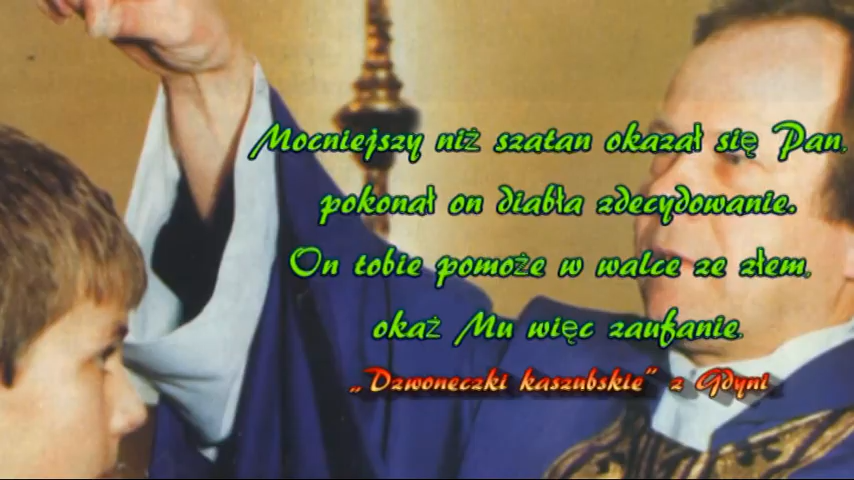 Mocniejszy niż szatan okazał się Pan,
pokonał on diabła zdecydowanie.
On tobie pomoże w walce ze złem,
okaż Mu więc zaufanie.
„Dzwoneczki kaszubskie” z Gdyni